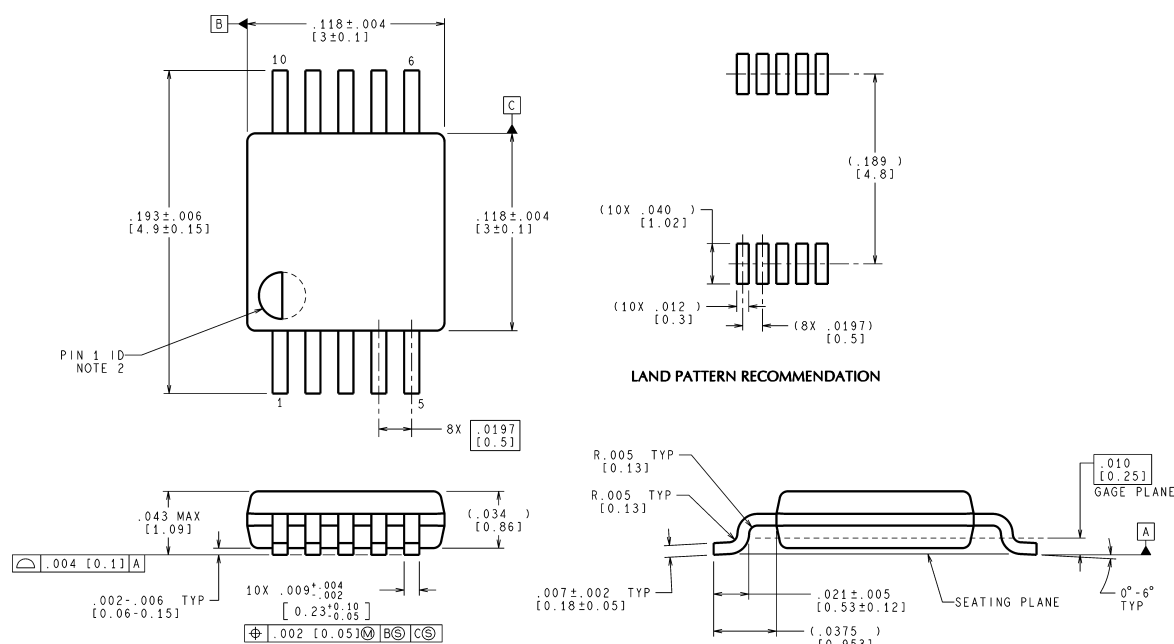 B
.118±.004
[3±0.1]
10
6
C
.193±.006
[4.9±0.15]
.118±.004
[3±0.1]
PIN 1 ID
NOTE 2
1
5
8X .0197
[0.5]
(.189 )
[4.8]
(10X .040 )
[1.02]
(10X .012 )
[0.3]
(8X .0197)
[0.5]
LAND PATTERN RECOMMENDATION
.043 MAX
[1.09]
(.034 )
[0.86]
⌓ .004 [0.1] A
.002-.006 TYP
[0.06-0.15]
10X .009 +.004 -.002
[ 0.23 +0.10 -0.05 ]
⌖ .002 [0.05]Ⓜ BⓈ CⓈ
R.005 TYP
[0.13]
R.005 TYP
[0.13]
.010
[0.25]
GAGE PLANE
A
.007±.002 TYP
[0.18±0.05]
.021±.005
[0.53±0.12]
SEATING PLANE
0°-6°
TYP
(.0375 )
[0.953]